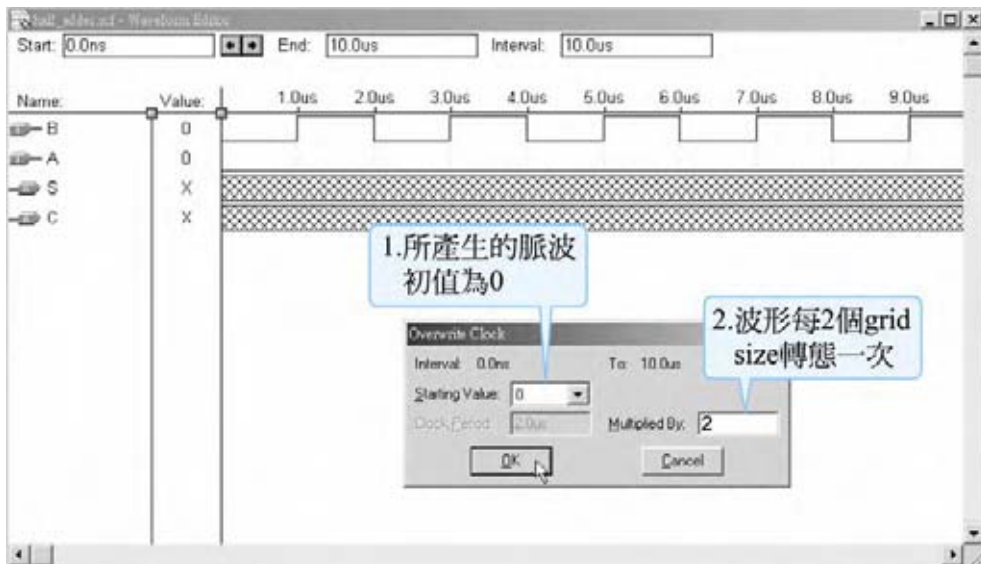 half_adder.scf - Waveform Editor
Start: 0.0ns End: 10.0us Interval: 10.0us
Name: Value: 1.0us 2.0us 3.0us 4.0us 5.0us 6.0us 7.0us 8.0us 9.0us
B 0
A 0
S X
C X
1.所產生的脈波
初值為0
2.波形每2個grid
size轉態一次
Overwrite Clock
Interval: 0.0ns To: 10.0us
Starting Value: 0
Clock Period: 2.0us Multiplied By: 2
OK Cancel